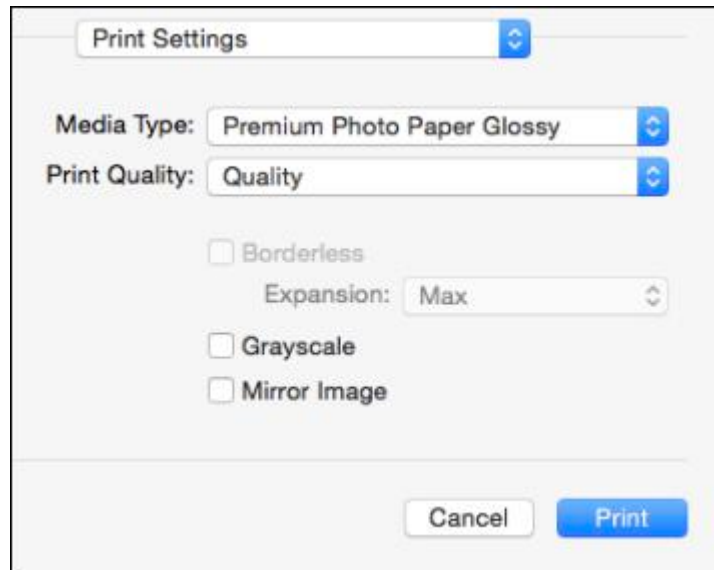 Print Settings
Media Type: Premium Photo Paper Glossy
Print Quality: Quality
Borderless
Expansion: Max
Grayscale
Mirror Image
Cancel Print